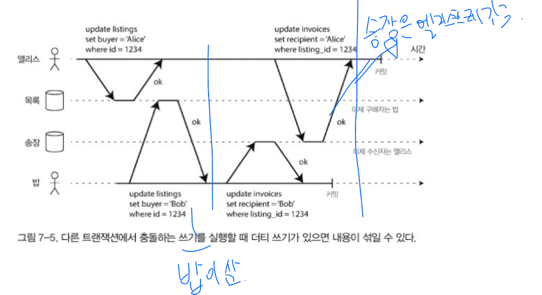 update listings
set buyer = 'Alice'
where id = 1234
update invoices
set recipient = 'Alice'
where listing_id = 1234
송장은 앨리스한테 감
앨리스
시간
ok
커밋
목록
이제 구매자는 밥
ok
ok
송장
이제 수신자는 앨리스
ok
밥
update listings
set buyer = 'Bob'
where id = 1234
update invoices
set recipient = 'Bob'
where listing_id = 1234
커밋
그림 7-5. 다른 트랜잭션에서 충돌하는 쓰기를 실행할 때 더티 쓰기가 있으면 내용이 섞일 수 있다.
밥이 삼